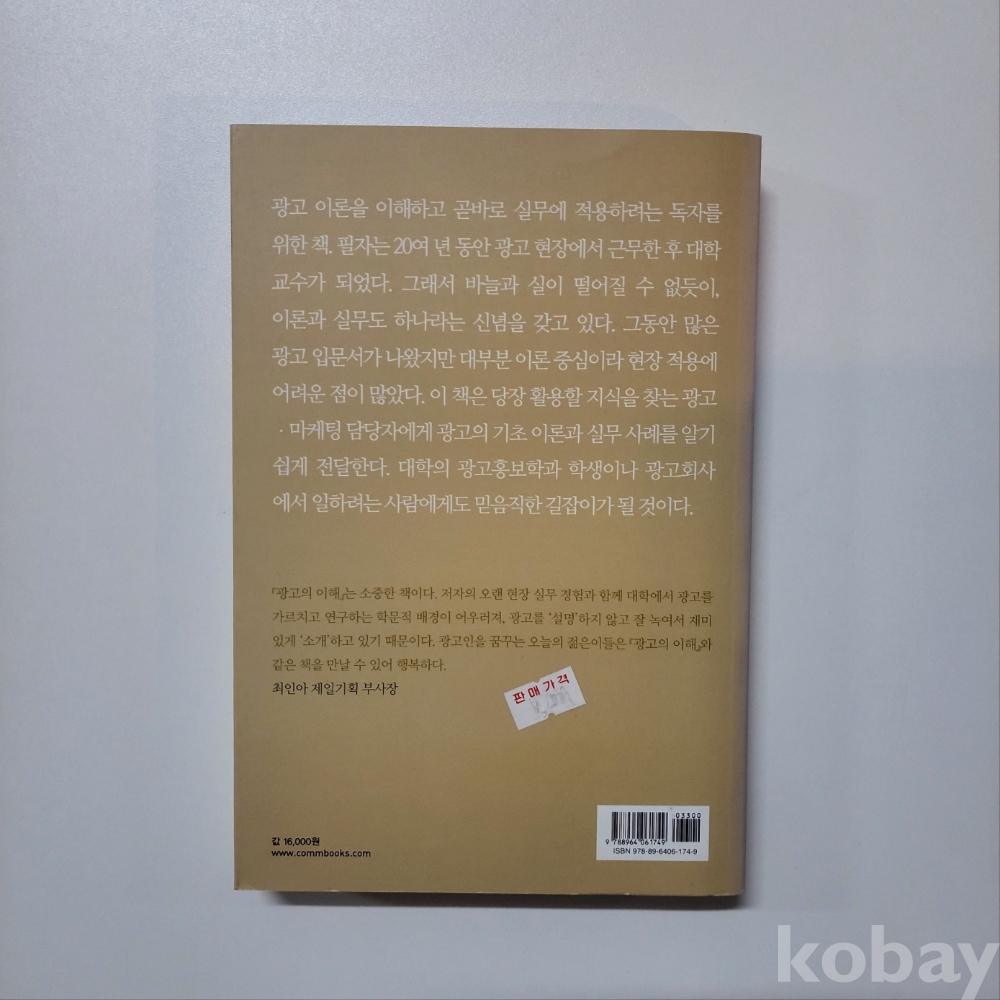 광고 이론을 이해하고 곧바로 실무에 적용하려는 독자를
위한 책. 필자는 20여 년 동안 광고 현장에서 근무한 후 대학
교수가 되었다. 그래서 바늘과 실이 떨어질 수 없듯이,
이론과 실무도 하나라는 신념을 갖고 있다. 그동안 많은
광고 입문서가 나왔지만 대부분 이론 중심이라 현장 적용에
어려운 점이 많았다. 이 책은 당장 활용할 지식을 찾는 광고
· 마케팅 담당자에게 광고의 기초 이론과 실무 사례를 알기
쉽게 전달한다. 대학의 광고홍보학과 학생이나 광고회사
에서 일하려는 사람에게도 믿음직한 길잡이가 될 것이다.
『광고의 이해』는 소중한 책이다. 저자의 오랜 현장 실무 경험과 함께 대학에서 광고를
가르치고 연구하는 학문적 배경이 어우러져, 광고를 ‘설명’하지 않고 잘 녹여서 재미
있게 ‘소개’하고 있기 때문이다. 광고인을 꿈꾸는 오늘의 젊은이들은 『광고의 이해』와
같은 책을 만날 수 있어 행복하다.
최인아 제일기획 부사장
판매가격
값 16,000원
www.commbooks.com
03300
9 788964 061749
ISBN 978-89-6406-174-9
kobay